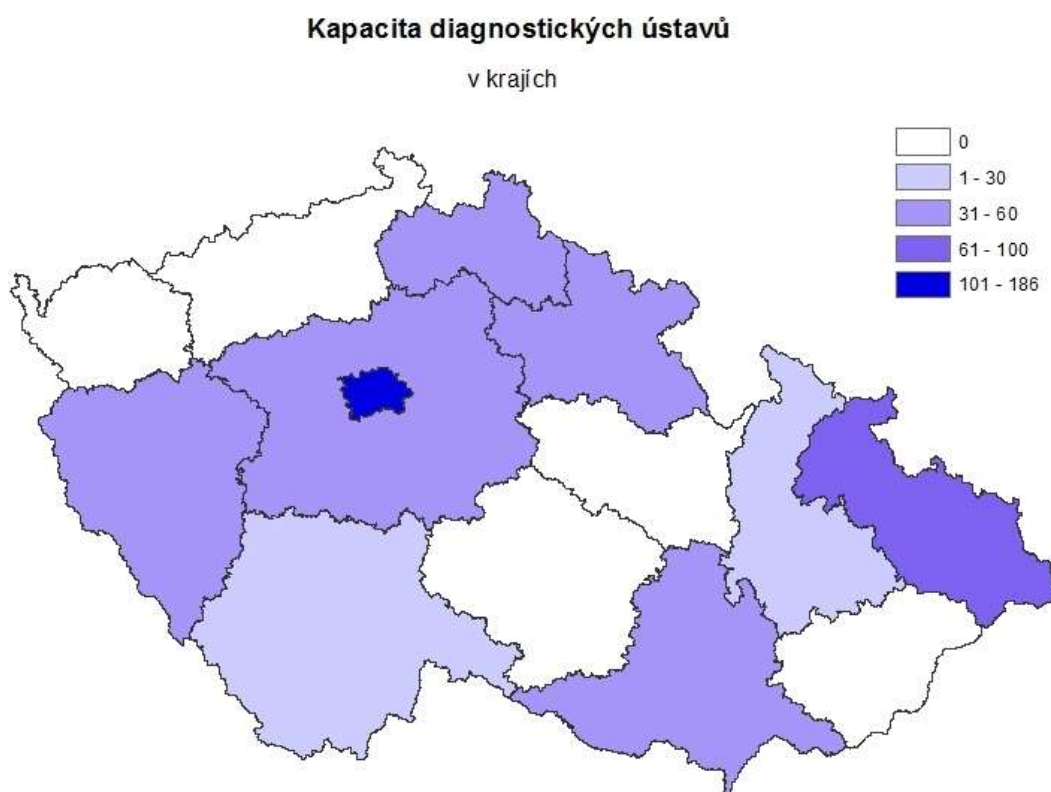 Kapacita diagnostických ústavů
v krajích
0
1 - 30
31 - 60
61 - 100
101 - 186